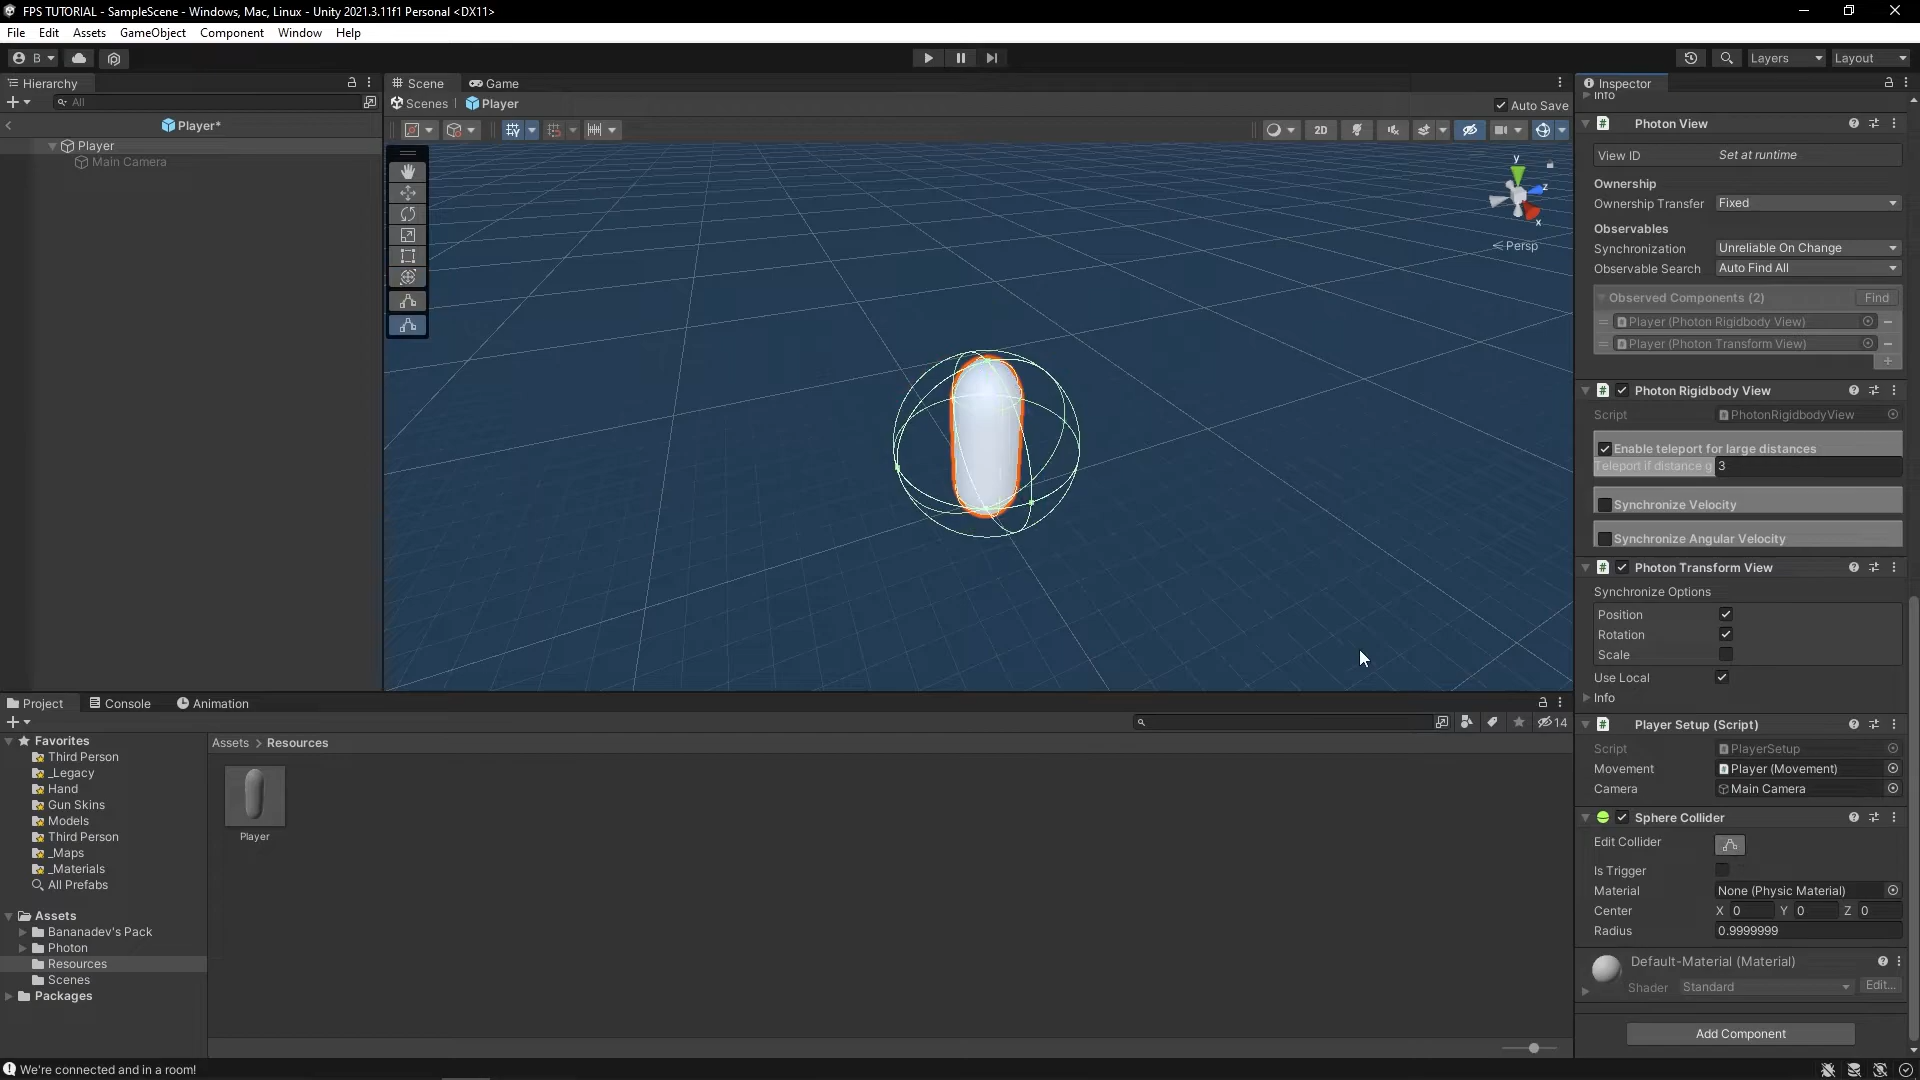 FPS TUTORIAL - SampleScene - Windows, Mac, Linux - Unity 2021.3.11f1 Personal <DX11>
File Edit Assets GameObject Component Window Help
B
Layers Layout
Hierarchy
All
Player*
Player
Main Camera
Scene Game
Scenes Player
Auto Save
2D
y
z
x
Persp
Inspector
Info
Photon View
View ID Set at runtime
Ownership
Ownership Transfer Fixed
Observables
Synchronization Unreliable On Change
Observable Search Auto Find All
Observed Components (2) Find
Player (Photon Rigidbody View)
Player (Photon Transform View)
Photon Rigidbody View
Script PhotonRigidbodyView
Enable teleport for large distances
Teleport if distance g 3
Synchronize Velocity
Synchronize Angular Velocity
Photon Transform View
Synchronize Options
Position
Rotation
Scale
Use Local
Info
Player Setup (Script)
Script PlayerSetup
Movement Player (Movement)
Camera Main Camera
Sphere Collider
Edit Collider
Is Trigger
Material None (Physic Material)
Center X 0 Y 0 Z 0
Radius 0.9999999
Default-Material (Material)
Shader Standard Edit...
Add Component
Project Console Animation
14
Favorites
Third Person
_Legacy
Hand
Gun Skins
Models
Third Person
_Maps
_Materials
All Prefabs
Assets
Bananadev's Pack
Photon
Resources
Scenes
Packages
Assets > Resources
Player
We're connected and in a room!